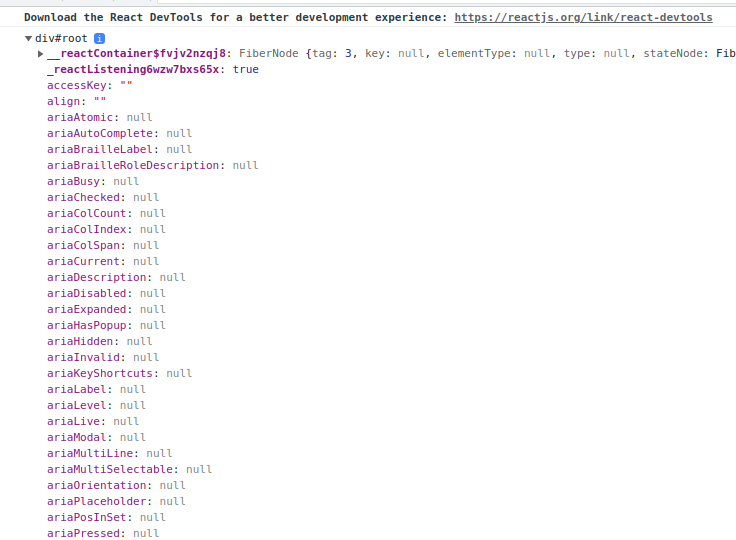 Download the React DevTools for a better development experience: https://reactjs.org/link/react-devtools
div#root i
__reactContainer$fvjv2nzqj8: FiberNode {tag: 3, key: null, elementType: null, type: null, stateNode: Fib
_reactListening6wzw7bxs65x: true
accessKey: ""
align: ""
ariaAtomic: null
ariaAutoComplete: null
ariaBrailleLabel: null
ariaBrailleRoleDescription: null
ariaBusy: null
ariaChecked: null
ariaColCount: null
ariaColIndex: null
ariaColSpan: null
ariaCurrent: null
ariaDescription: null
ariaDisabled: null
ariaExpanded: null
ariaHasPopup: null
ariaHidden: null
ariaInvalid: null
ariaKeyShortcuts: null
ariaLabel: null
ariaLevel: null
ariaLive: null
ariaModal: null
ariaMultiLine: null
ariaMultiSelectable: null
ariaOrientation: null
ariaPlaceholder: null
ariaPosInSet: null
ariaPressed: null